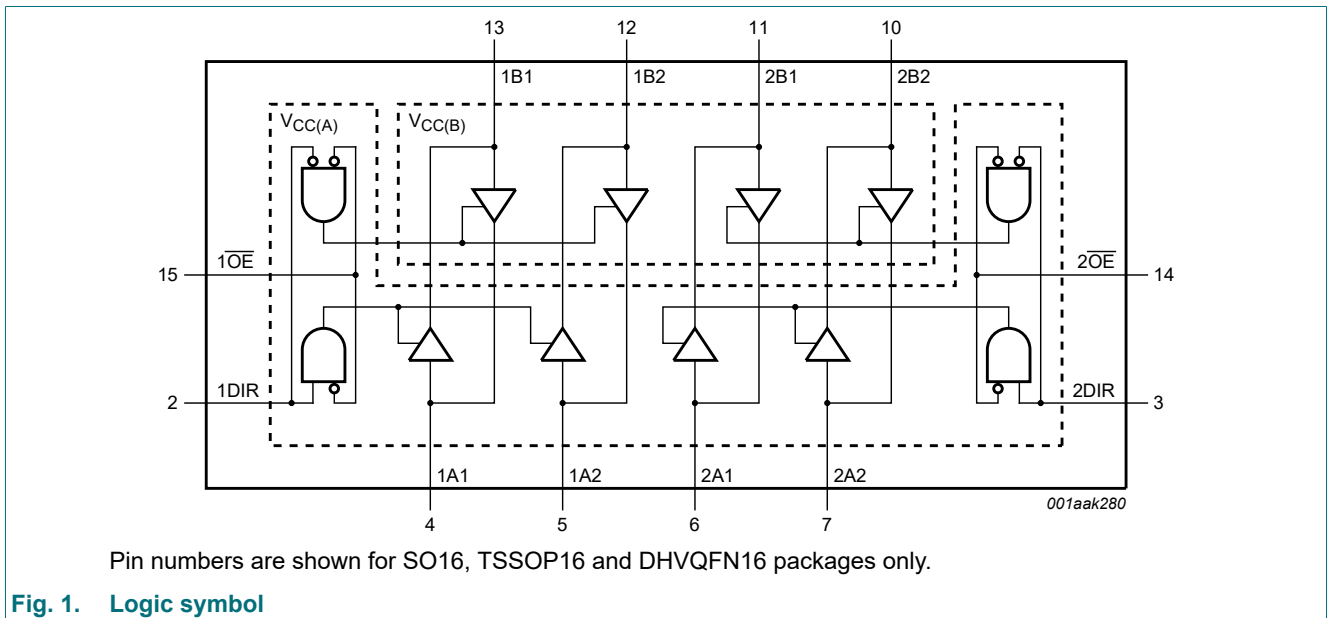 13 12 11 10
1B1 1B2 2B1 2B2
VCC(A) VCC(B)
15 1OE 2OE 14
2 1DIR 2DIR 3
1A1 1A2 2A1 2A2
001aak280
4 5 6 7
Pin numbers are shown for SO16, TSSOP16 and DHVQFN16 packages only.
Fig. 1. Logic symbol